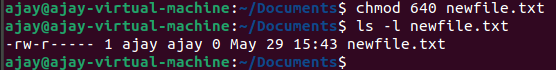 ajay@ajay-virtual-machine:~/Documents$ chmod 640 newfile.txt
ajay@ajay-virtual-machine:~/Documents$ ls -l newfile.txt
-rw-r----- 1 ajay ajay 0 May 29 15:43 newfile.txt
ajay@ajay-virtual-machine:~/Documents$